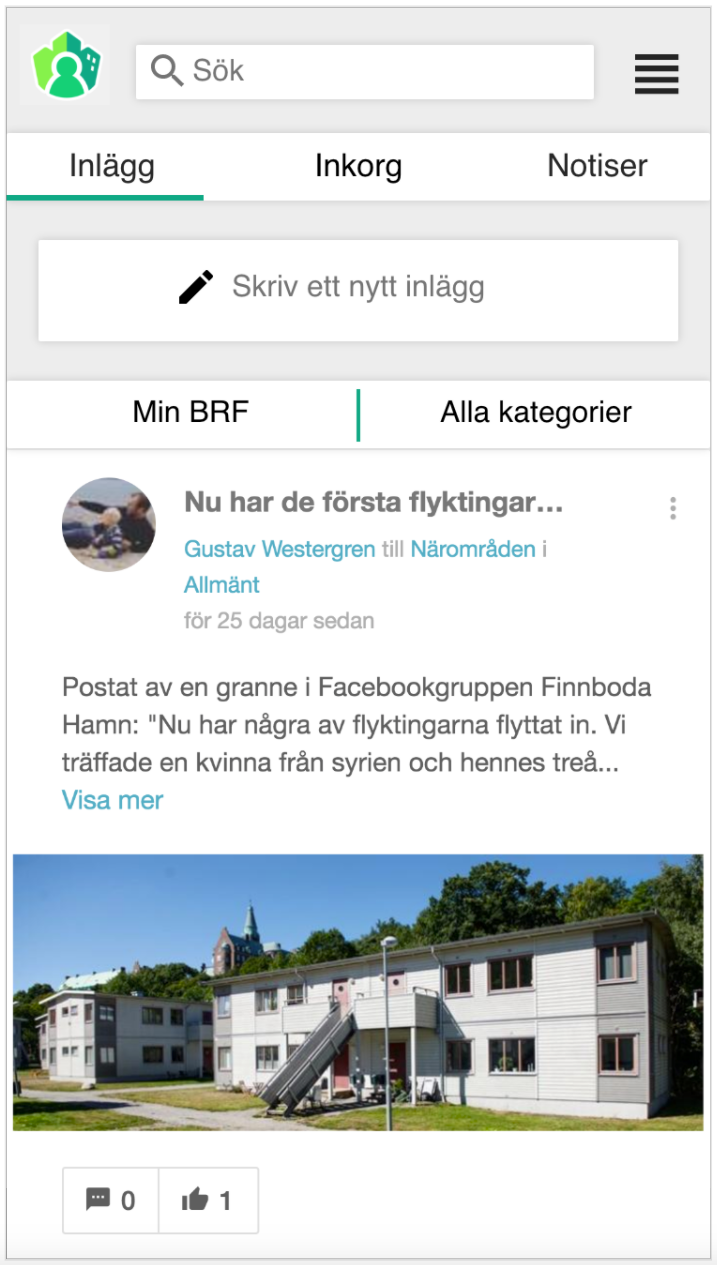 Sök
Inlägg
Inkorg
Notiser
Skriv ett nytt inlägg
Min BRF
Alla kategorier
Nu har de första flyktingar...
Gustav Westergren till Närområden i
Allmänt
för 25 dagar sedan
Postat av en granne i Facebookgruppen Finnboda
Hamn: "Nu har några av flyktingarna flyttat in. Vi
träffade en kvinna från syrien och hennes treå...
Visa mer
0
1